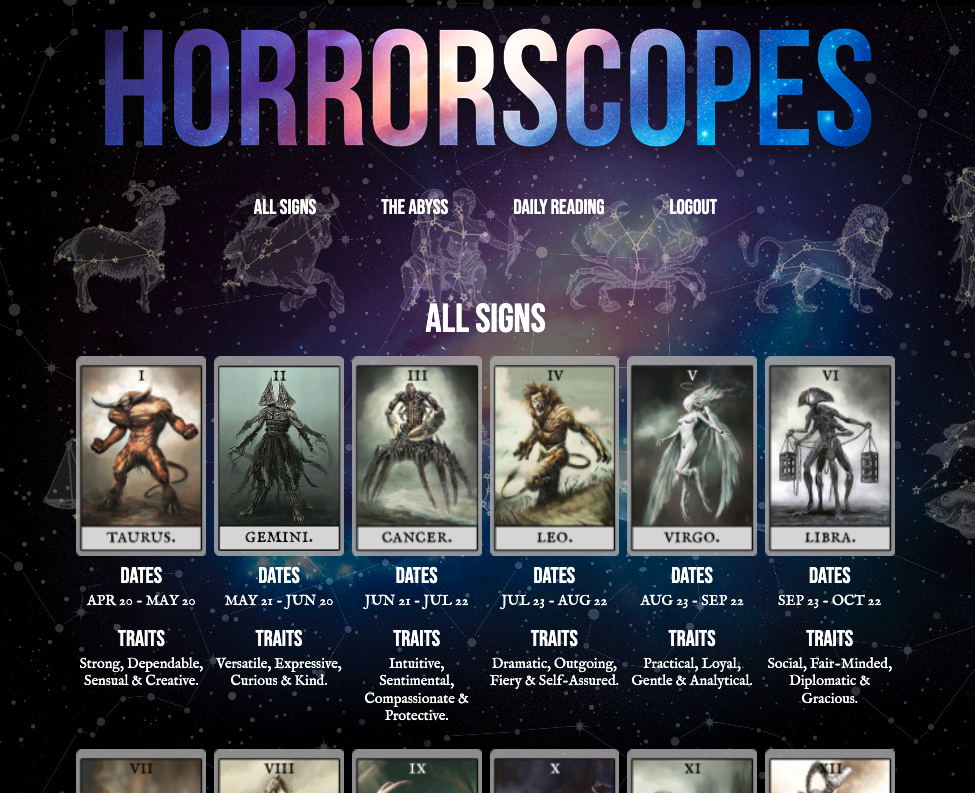 HORRORSCOPES
ALL SIGNS THE ABYSS DAILY READING LOGOUT
ALL SIGNS
I II III IV V VI
TAURUS. GEMINI. CANCER. LEO. VIRGO. LIBRA.
DATES DATES DATES DATES DATES DATES
APR 20 - MAY 20 MAY 21 - JUN 20 JUN 21 - JUL 22 JUL 23 - AUG 22 AUG 23 - SEP 22 SEP 23 - OCT 22
TRAITS TRAITS TRAITS TRAITS TRAITS TRAITS
Strong, Dependable, Versatile, Expressive, Intuitive, Dramatic, Outgoing, Practical, Loyal, Social, Fair-Minded,
Sensual & Creative. Curious & Kind. Sentimental, Fiery & Self-Assured. Gentle & Analytical. Diplomatic &
Compassionate & Gracious.
Protective.
VII VIII IX X XI XII